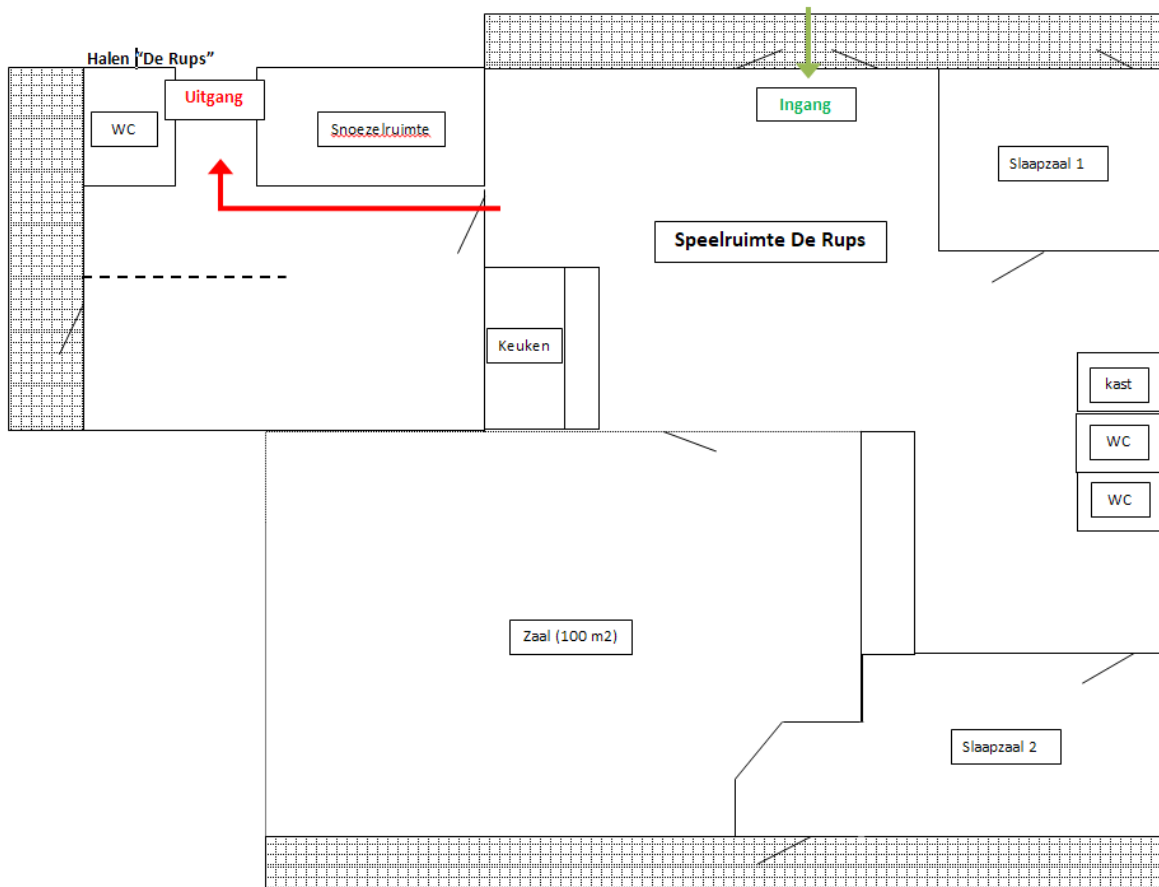 Halen “De Rups”
Uitgang
Ingang
WC
Snoezelruimte
Slaapzaal 1
Speelruimte De Rups
Keuken
kast
WC
WC
Zaal (100 m2)
Slaapzaal 2